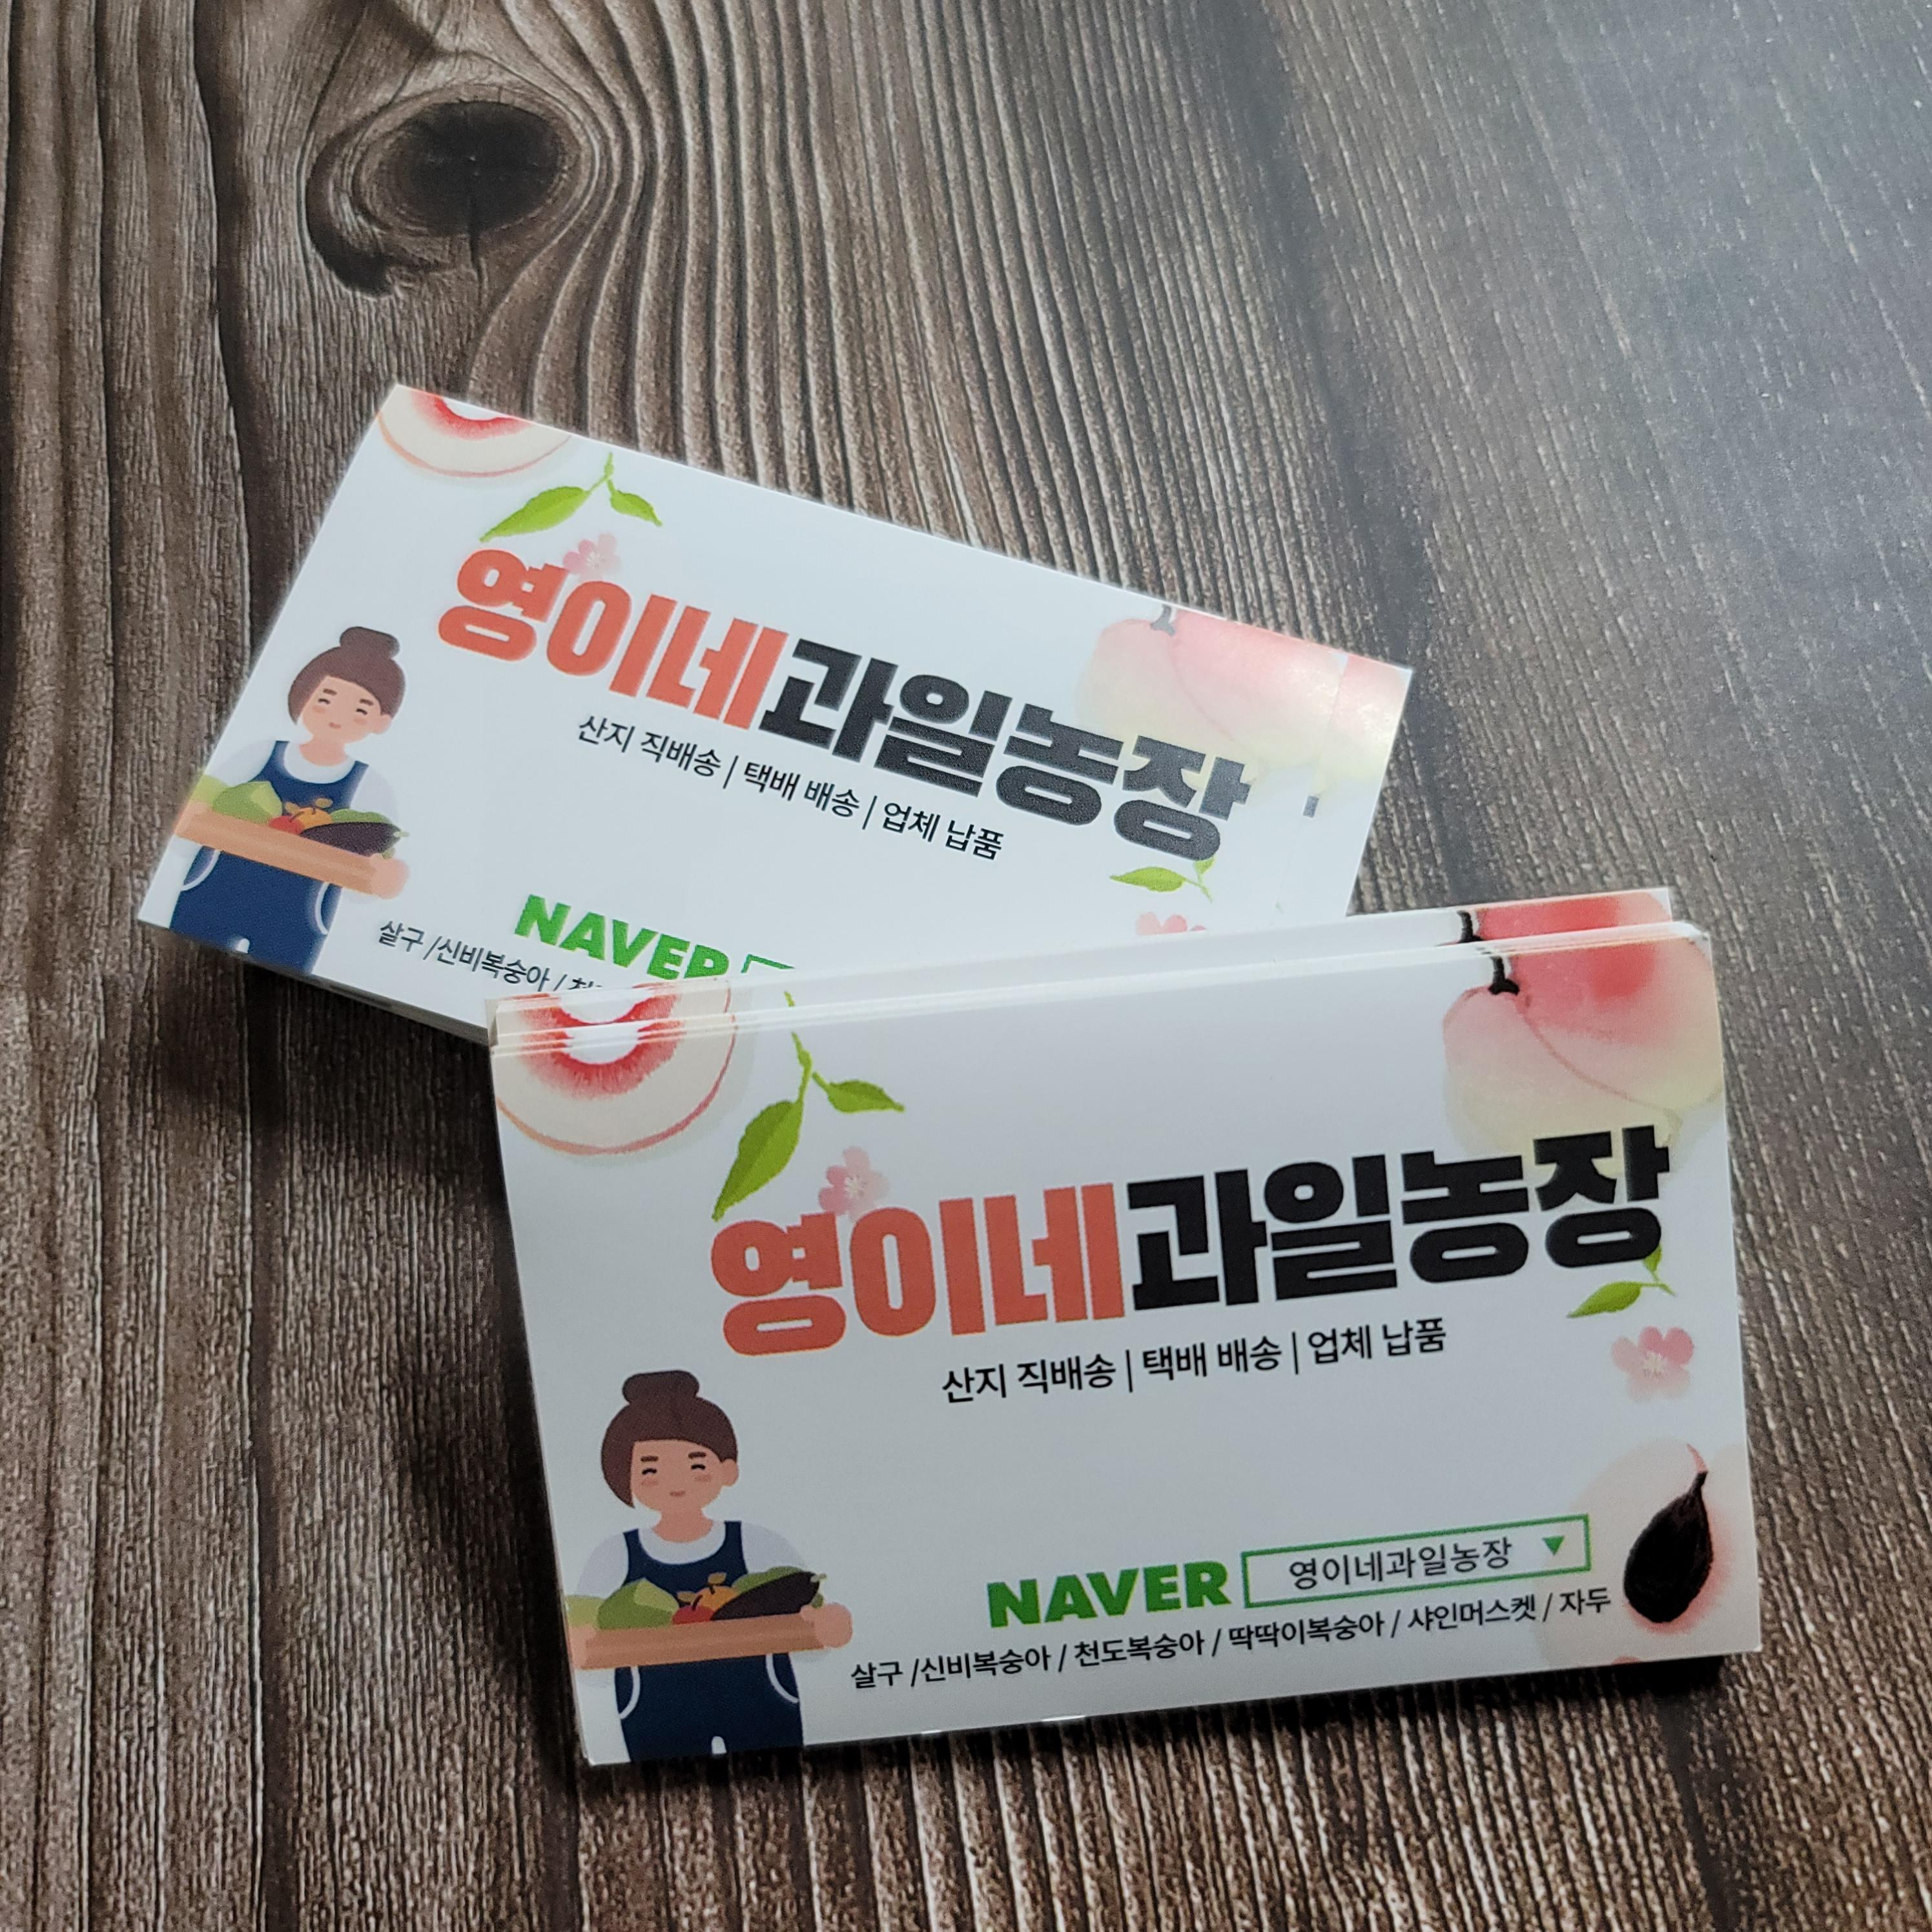 영이네과일농장
산지 직배송 | 택배 배송 | 업체 납품
NAVER
살구 /신비복숭아 /
영이네과일농장
산지 직배송 | 택배 배송 | 업체 납품
NAVER 영이네과일농장 ▼
살구 /신비복숭아 / 천도복숭아 / 딱딱이복숭아 / 샤인머스켓 / 자두